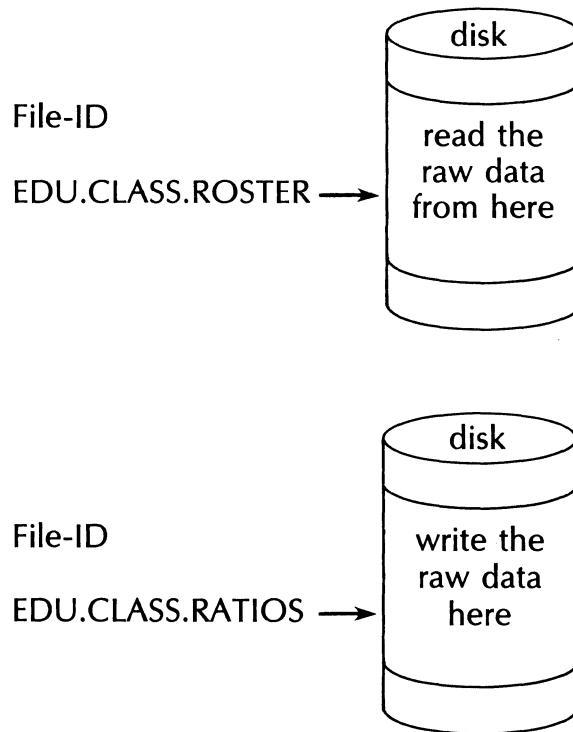 disk
File-ID
read the
raw data
EDU.CLASS.ROSTER
from here
disk
File-ID
write the
raw data
EDU.CLASS.RATIOS
here